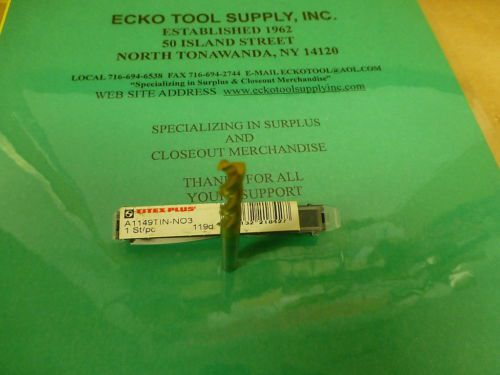 ECKO TOOL SUPPLY, INC.
ESTABLISHED 1962
50 ISLAND STREET
NORTH TONAWANDA, NY 14120
LOCAL 716-694-6538 FAX 716-694-2744 E-MAIL ECKOTOOL@AOL.COM
"Specializing in Surplus & Closeout Merchandise"
WEB SITE ADDRESS www.eckotoolsupplyinc.com
SPECIALIZING IN SURPLUS
AND
CLOSEOUT MERCHANDISE
FOR ALL
SUPPORT
TITEX PLUS
A1149TIN-NO3
1 St/pc 119d